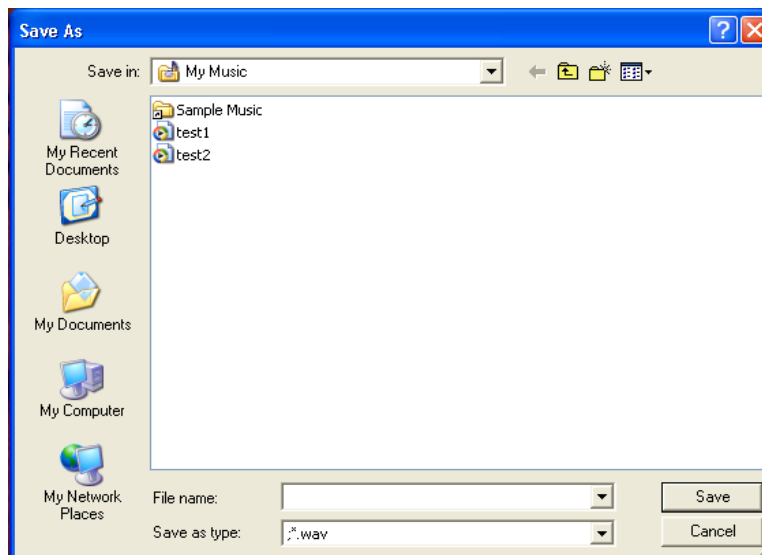 Save As
Save in: My Music
Sample Music
test1
test2
My Recent
Documents
Desktop
My Documents
My Computer
My Network
Places
File name:
Save
Save as type: ;*.wav
Cancel